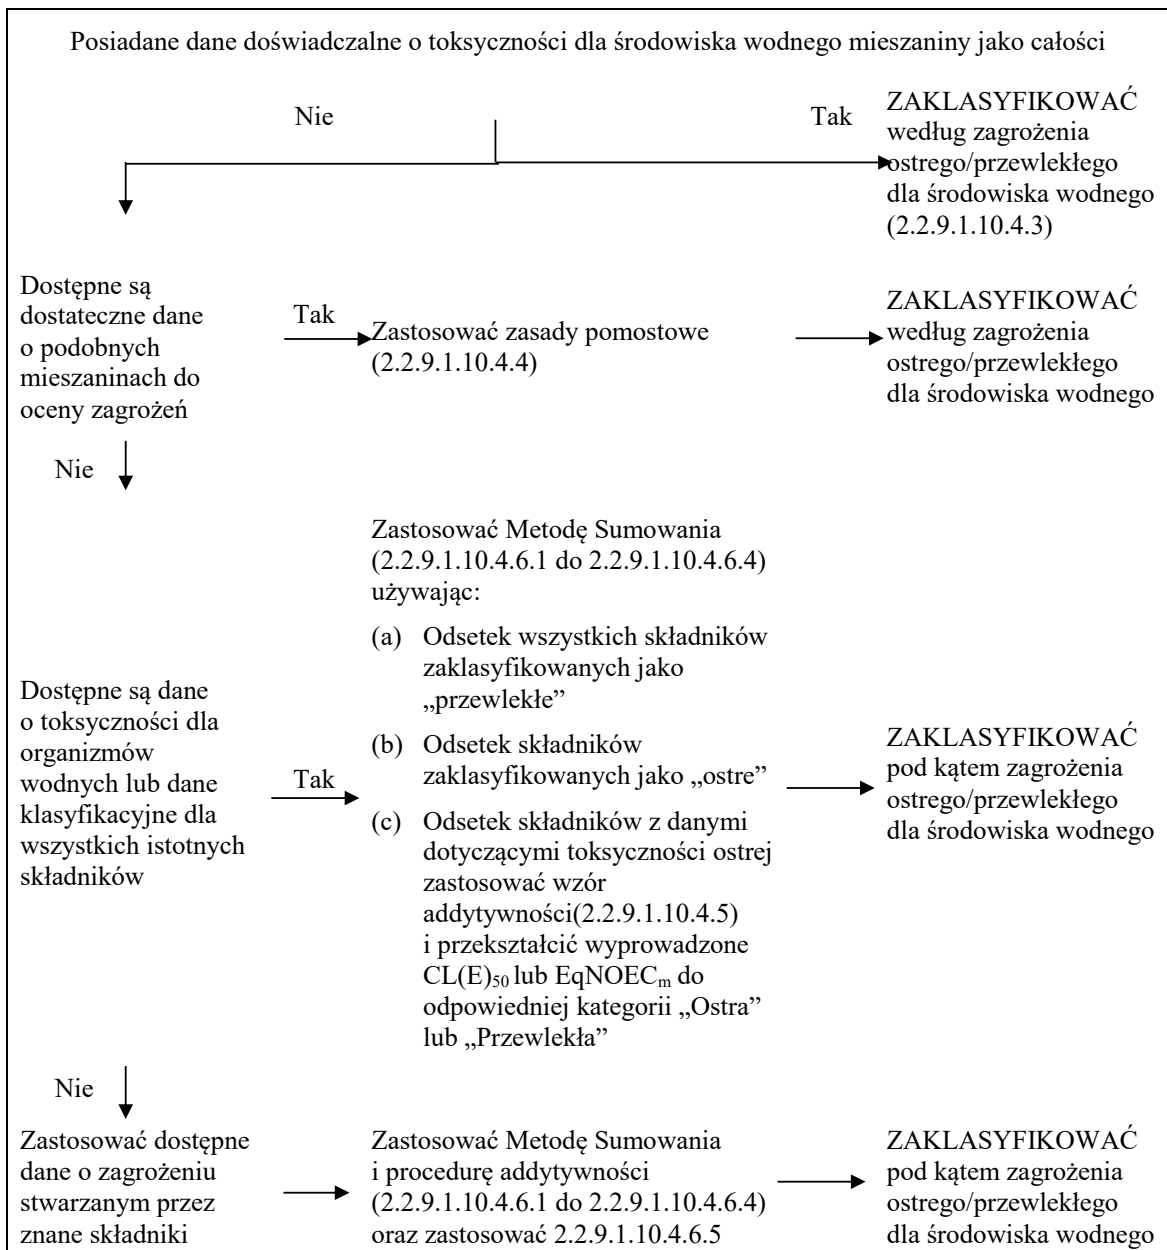 Posiadane dane doświadczalne o toksyczności dla środowiska wodnego mieszaniny jako całości
Nie
Tak
ZAKLASYFIKOWAĆ
według zagrożenia
ostrego/przewlekłego
dla środowiska wodnego
(2.2.9.1.10.4.3)
Dostępne są
dostateczne dane
o podobnych
mieszaninach do
oceny zagrożeń
Tak
Zastosować zasady pomostowe
(2.2.9.1.10.4.4)
ZAKLASYFIKOWAĆ
według zagrożenia
ostrego/przewlekłego
dla środowiska wodnego
Nie
Dostępne są dane
o toksyczności dla
organizmów
wodnych lub dane
klasyfikacyjne dla
wszystkich istotnych
składników
Tak
Zastosować Metodę Sumowania
(2.2.9.1.10.4.6.1 do 2.2.9.1.10.4.6.4)
używając:
(a) Odsetek wszystkich składników
zaklasyfikowanych jako
„przewlekłe”
(b) Odsetek składników
zaklasyfikowanych jako „ostre”
(c) Odsetek składników z danymi
dotyczącymi toksyczności ostrej
zastosować wzór
addytywności(2.2.9.1.10.4.5)
i przekształcić wyprowadzone
CL(E)₅₀ lub EqNOECₘ do
odpowiedniej kategorii „Ostra”
lub „Przewlekła”
ZAKLASYFIKOWAĆ
pod kątem zagrożenia
ostrego/przewlekłego
dla środowiska wodnego
Nie
Zastosować dostępne
dane o zagrożeniu
stwarzanym przez
znane składniki
Zastosować Metodę Sumowania
i procedurę addytywności
(2.2.9.1.10.4.6.1 do 2.2.9.1.10.4.6.4)
oraz zastosować 2.2.9.1.10.4.6.5
ZAKLASYFIKOWAĆ
pod kątem zagrożenia
ostrego/przewlekłego
dla środowiska wodnego